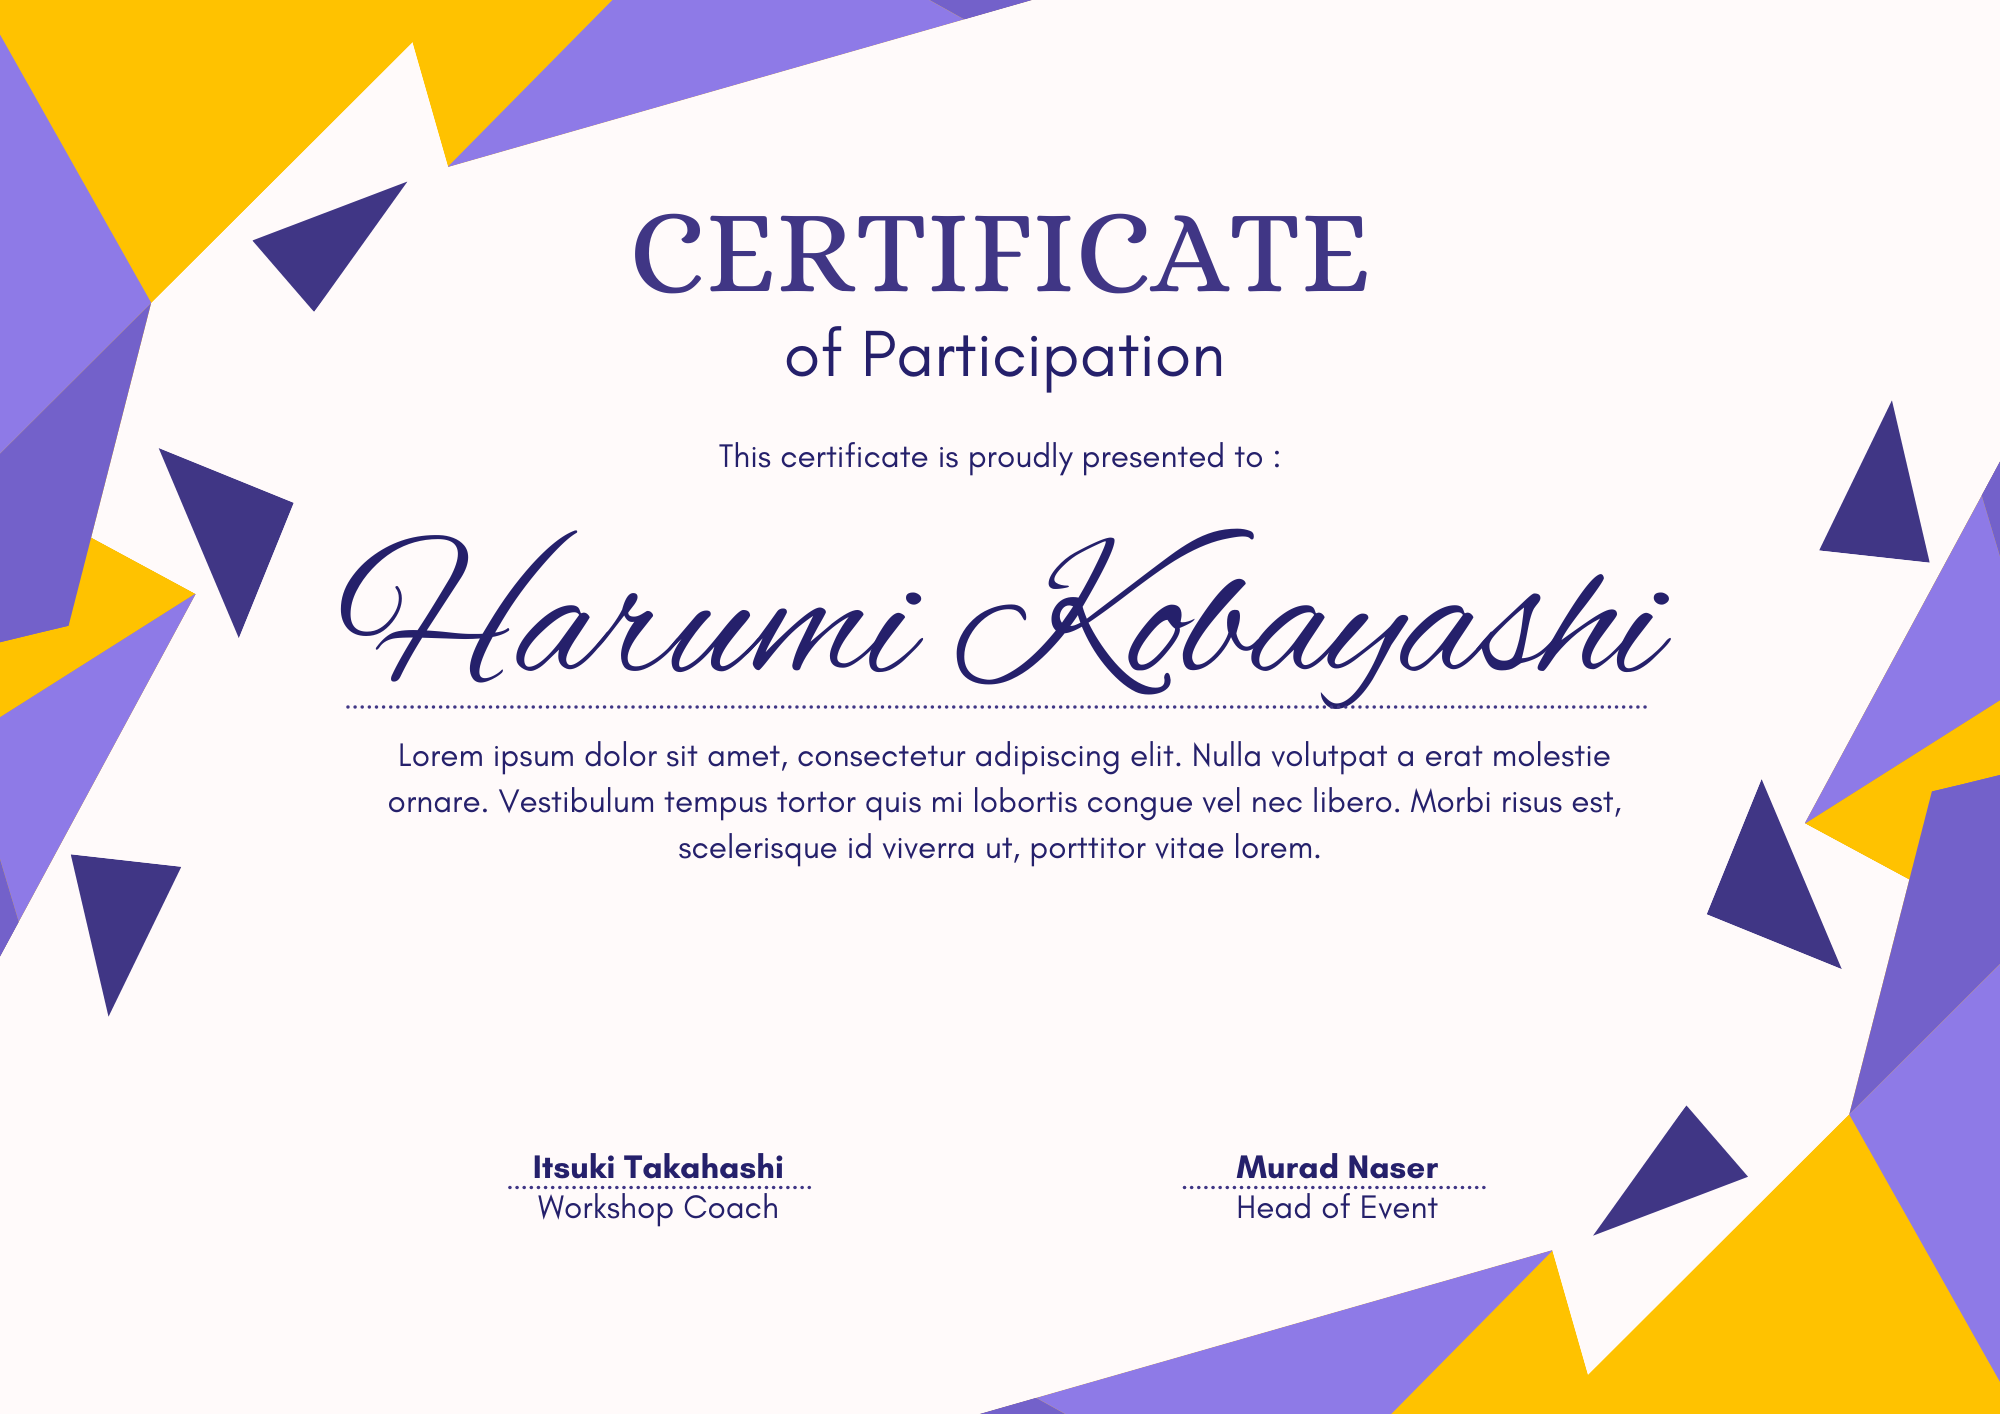 CERTIFICATE
of Participation
This certificate is proudly presented to :
Harumi Kobayashi
Lorem ipsum dolor sit amet, consectetur adipiscing elit. Nulla volutpat a erat molestie
ornare. Vestibulum tempus tortor quis mi lobortis congue vel nec libero. Morbi risus est,
scelerisque id viverra ut, porttitor vitae lorem.
Itsuki Takahashi
Workshop Coach
Murad Naser
Head of Event